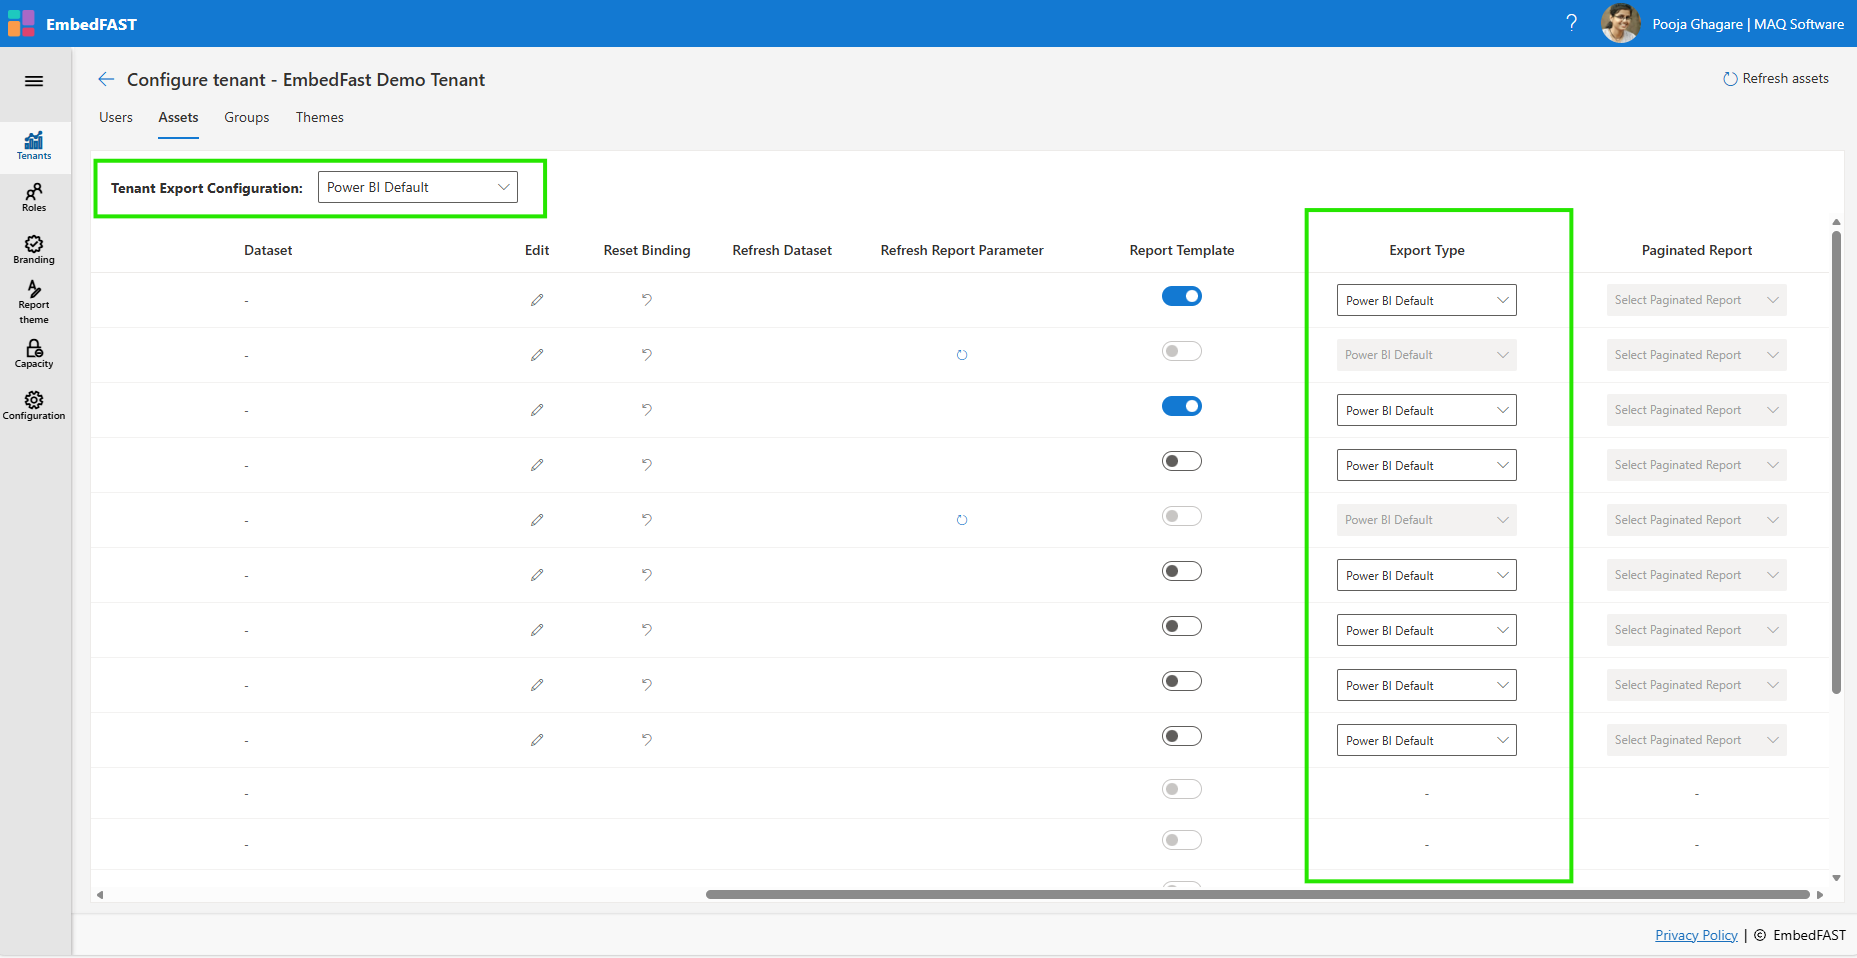 EmbedFAST
? Pooja Ghagare | MAQ Software
Configure tenant - EmbedFast Demo Tenant
Refresh assets
Users Assets Groups Themes
Tenants
Roles
Branding
Report
theme
Capacity
Configuration
Tenant Export Configuration: Power BI Default
Dataset Edit Reset Binding Refresh Dataset Refresh Report Parameter Report Template Export Type Paginated Report
- Power BI Default Select Paginated Report
- Power BI Default Select Paginated Report
- Power BI Default Select Paginated Report
- Power BI Default Select Paginated Report
- Power BI Default Select Paginated Report
- Power BI Default Select Paginated Report
- Power BI Default Select Paginated Report
- Power BI Default Select Paginated Report
- Power BI Default Select Paginated Report
- - -
- - -
Privacy Policy | © EmbedFAST